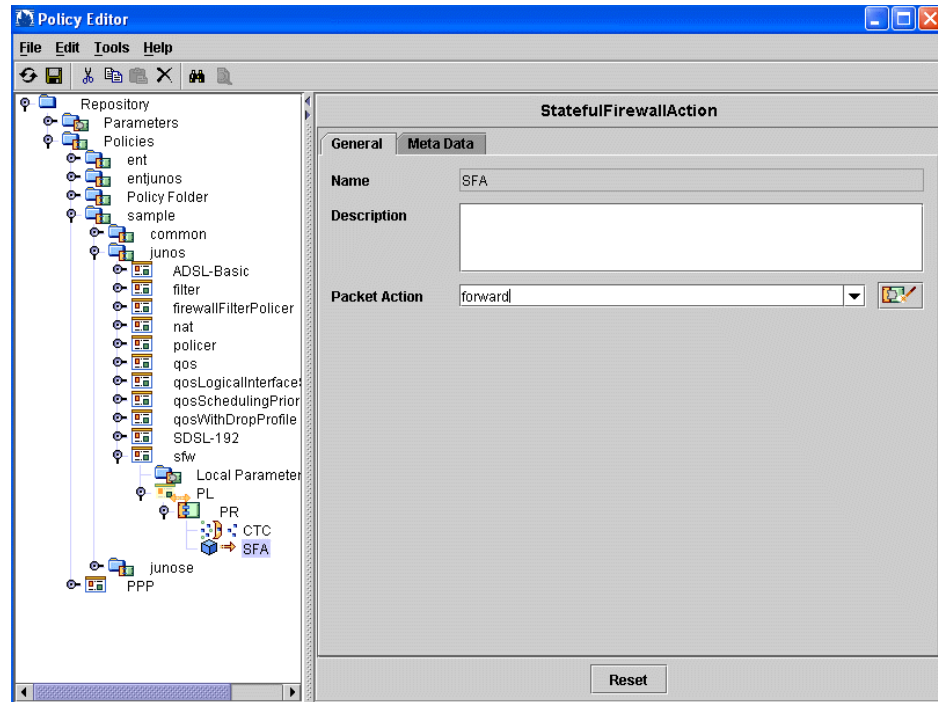 Policy Editor
File Edit Tools Help
Repository
Parameters
Policies
ent
entjunos
Policy Folder
sample
common
junos
ADSL-Basic
filter
firewallFilterPolicer
nat
policer
qos
qosLogicalInterface
qosSchedulingPrior
qosWithDropProfile
SDSL-192
sfw
Local Parameter
PL
PR
CTC
SFA
junose
PPP
StatefulFirewallAction
General Meta Data
Name SFA
Description
Packet Action forward
Reset